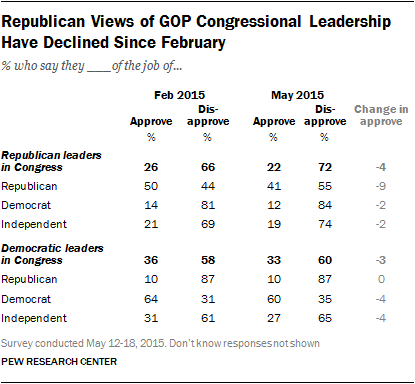 Republican Views of GOP Congressional Leadership
Have Declined Since February
% who say they ____of the job of...
Feb 2015 May 2015
Approve Dis-approve Approve Dis-approve Change in approve
% % % %
Republican leaders
in Congress 26 66 22 72 -4
Republican 50 44 41 55 -9
Democrat 14 81 12 84 -2
Independent 21 69 19 74 -2
Democratic leaders
in Congress 36 58 33 60 -3
Republican 10 87 10 87 0
Democrat 64 31 60 35 -4
Independent 31 61 27 65 -4
Survey conducted May 12-18, 2015. Don't know responses not shown
PEW RESEARCH CENTER